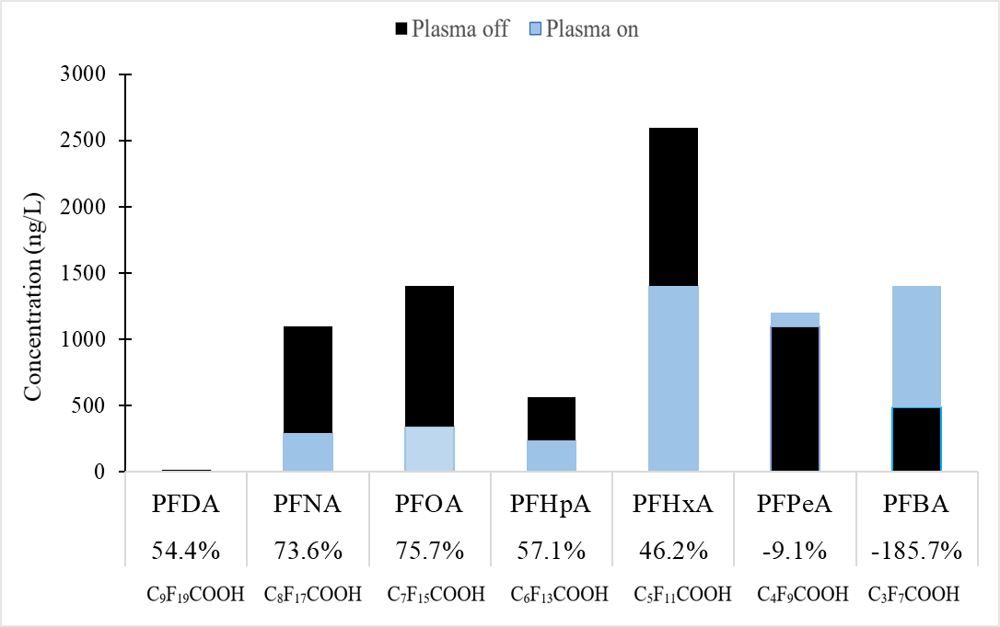 Plasma off Plasma on
3000
2500
2000
1500
1000
500
0
Concentration (ng/L)
PFDA PFNA PFOA PFHpA PFHxA PFPeA PFBA
54.4% 73.6% 75.7% 57.1% 46.2% -9.1% -185.7%
C₉F₁₉COOH C₈F₁₇COOH C₇F₁₅COOH C₆F₁₃COOH C₅F₁₁COOH C₄F₉COOH C₃F₇COOH